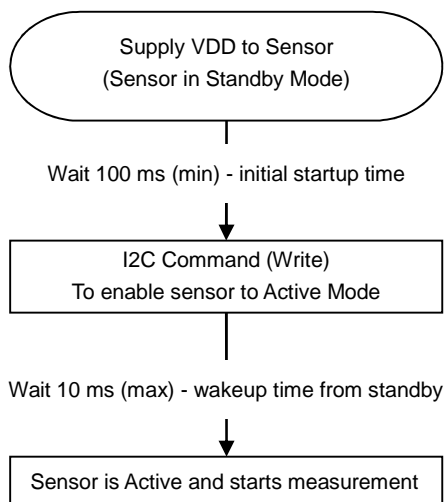 Supply VDD to Sensor
(Sensor in Standby Mode)
Wait 100 ms (min) - initial startup time
I2C Command (Write)
To enable sensor to Active Mode
Wait 10 ms (max) - wakeup time from standby
Sensor is Active and starts measurement